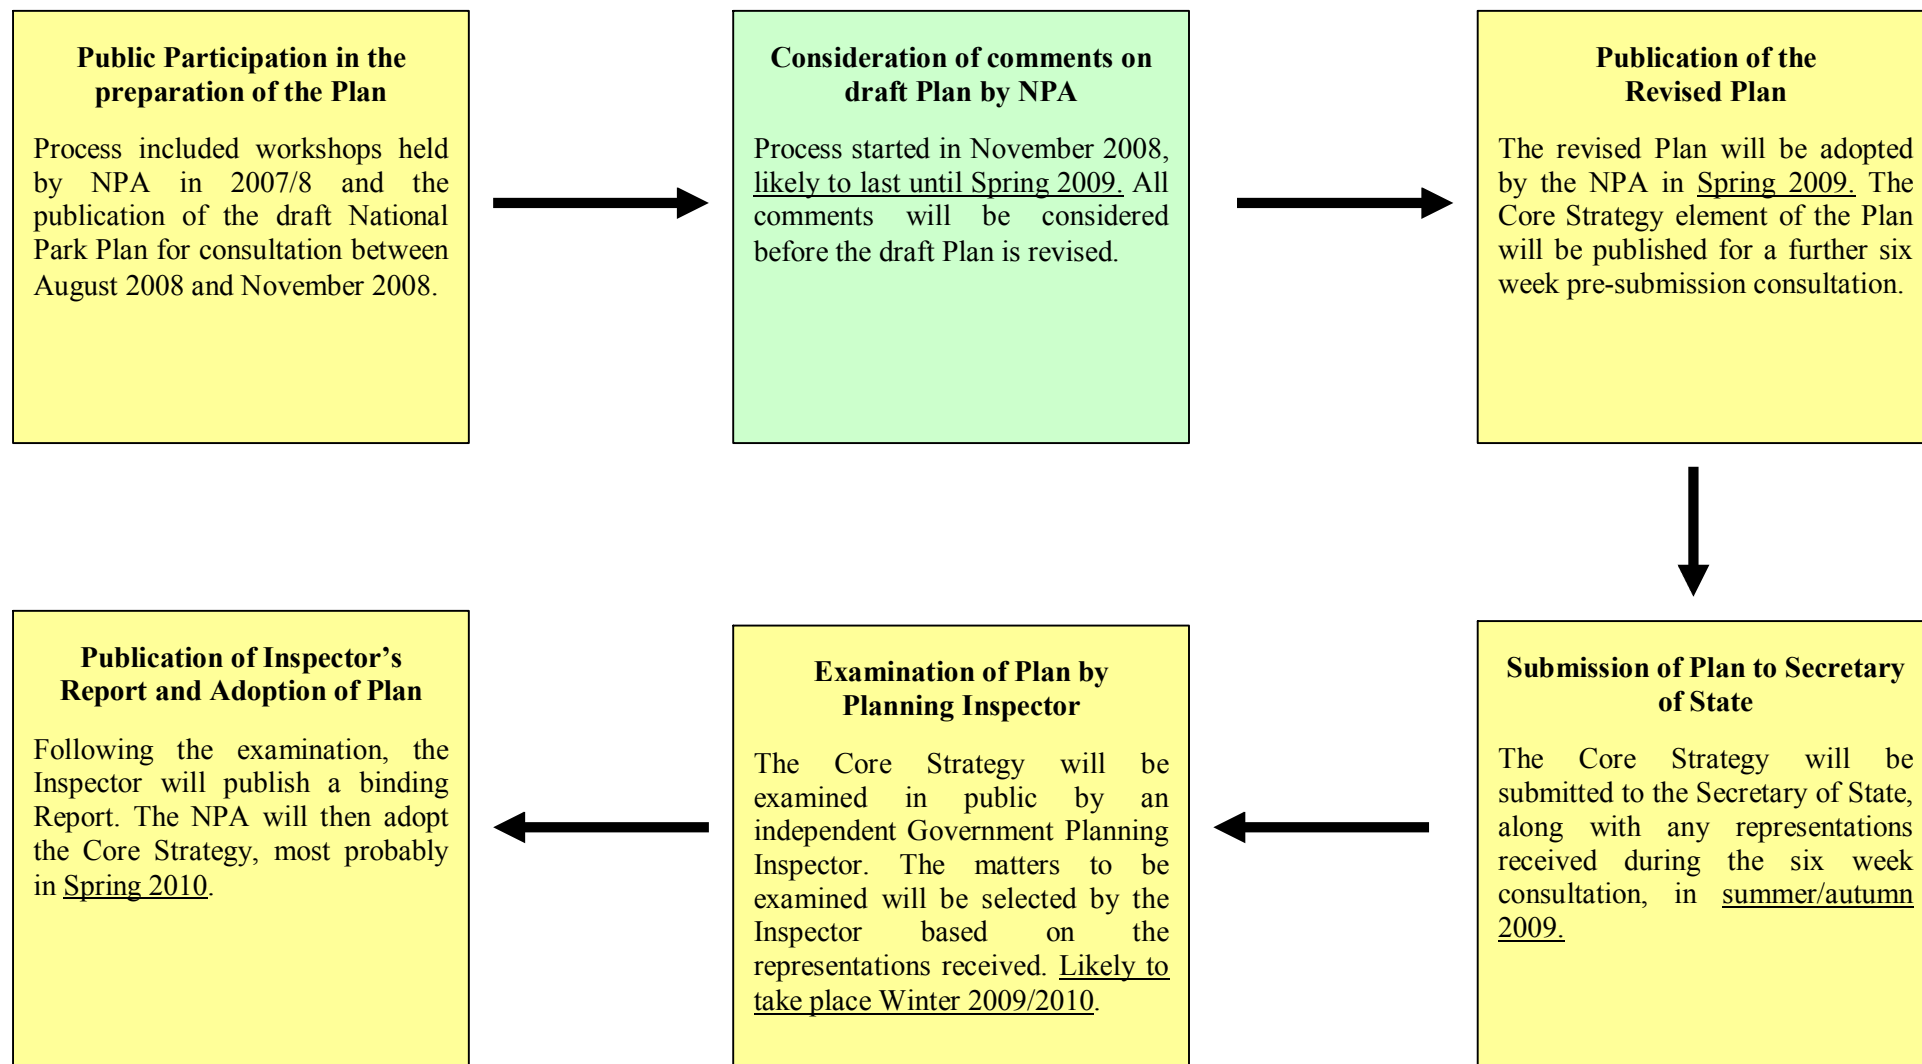 Public Participation in the
preparation of the Plan
Process included workshops held
by NPA in 2007/8 and the
publication of the draft National
Park Plan for consultation between
August 2008 and November 2008.
Consideration of comments on
draft Plan by NPA
Process started in November 2008,
likely to last until Spring 2009. All
comments will be considered
before the draft Plan is revised.
Publication of the
Revised Plan
The revised Plan will be adopted
by the NPA in Spring 2009. The
Core Strategy element of the Plan
will be published for a further six
week pre-submission consultation.
Submission of Plan to Secretary
of State
The Core Strategy will be
submitted to the Secretary of State,
along with any representations
received during the six week
consultation, in summer/autumn
2009.
Examination of Plan by
Planning Inspector
The Core Strategy will be
examined in public by an
independent Government Planning
Inspector. The matters to be
examined will be selected by the
Inspector based on the
representations received. Likely to
take place Winter 2009/2010.
Publication of Inspector’s
Report and Adoption of Plan
Following the examination, the
Inspector will publish a binding
Report. The NPA will then adopt
the Core Strategy, most probably
in Spring 2010.